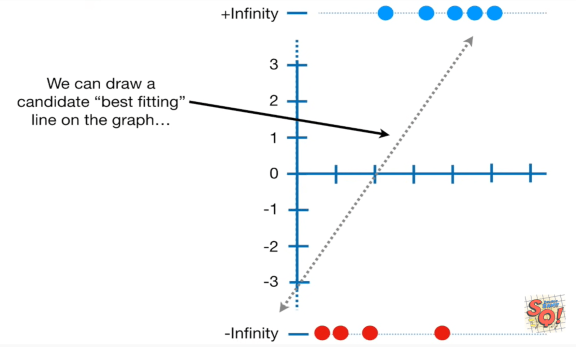 +Infinity
We can draw a
candidate “best fitting”
line on the graph…
3
2
1
0
-1
-2
-3
-Infinity
SQ!